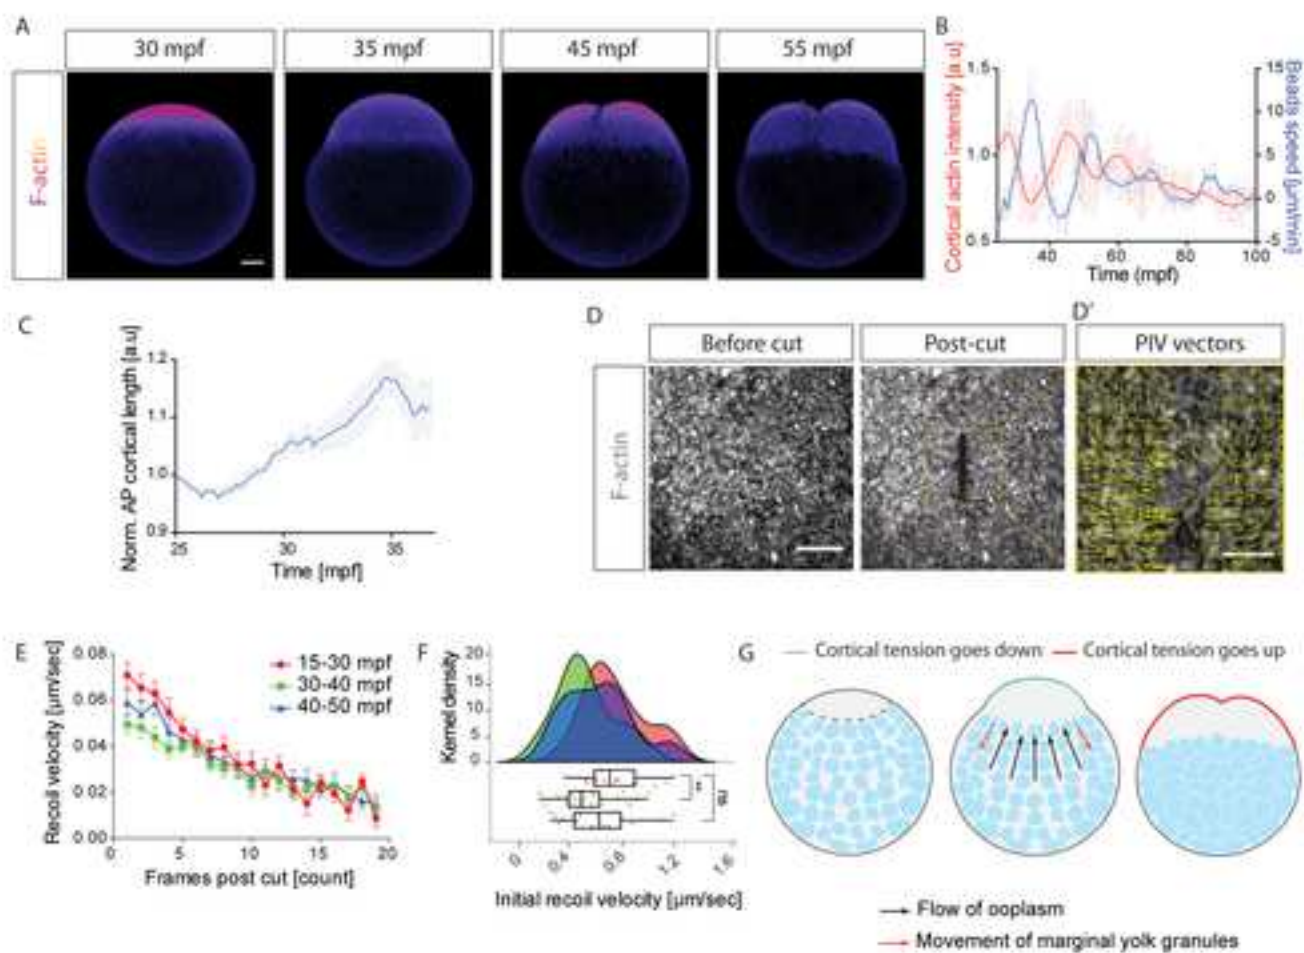 A
30 mpf
35 mpf
45 mpf
55 mpf
F-actin
B
Cortical actin intensity [a.u]
1.5
1.0
0.5
40
60
80
100
Time (mpf)
15
10
5
0
-5
Beads speed [µm/min]
C
Norm. AP cortical length [a.u]
1.2
1.1
1.0
0.9
25
30
35
Time [mpf]
D
Before cut
Post-cut
F-actin
D'
PIV vectors
E
Recoil velocity [µm/sec]
0.08
0.06
0.04
0.02
0.00
0
5
10
15
20
Frames post cut [count]
15-30 mpf
30-40 mpf
40-50 mpf
F
Kernel density
20
15
10
5
0
**
ns
0
0.4
0.8
1.2
1.6
Initial recoil velocity [µm/sec]
G
Cortical tension goes down
Cortical tension goes up
Flow of ooplasm
Movement of marginal yolk granules